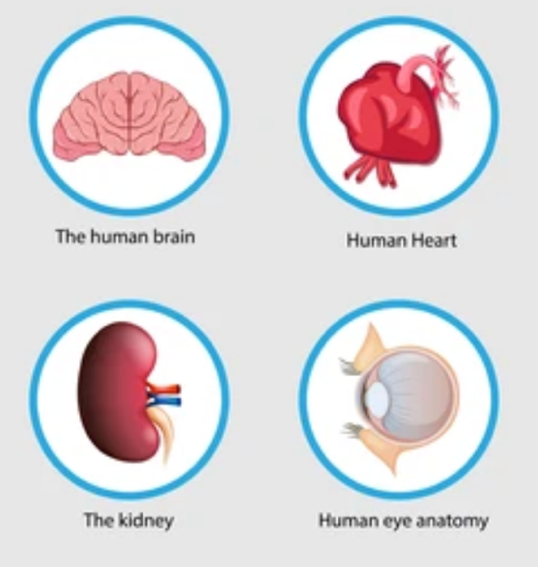 The human brain
Human Heart
The kidney
Human eye anatomy